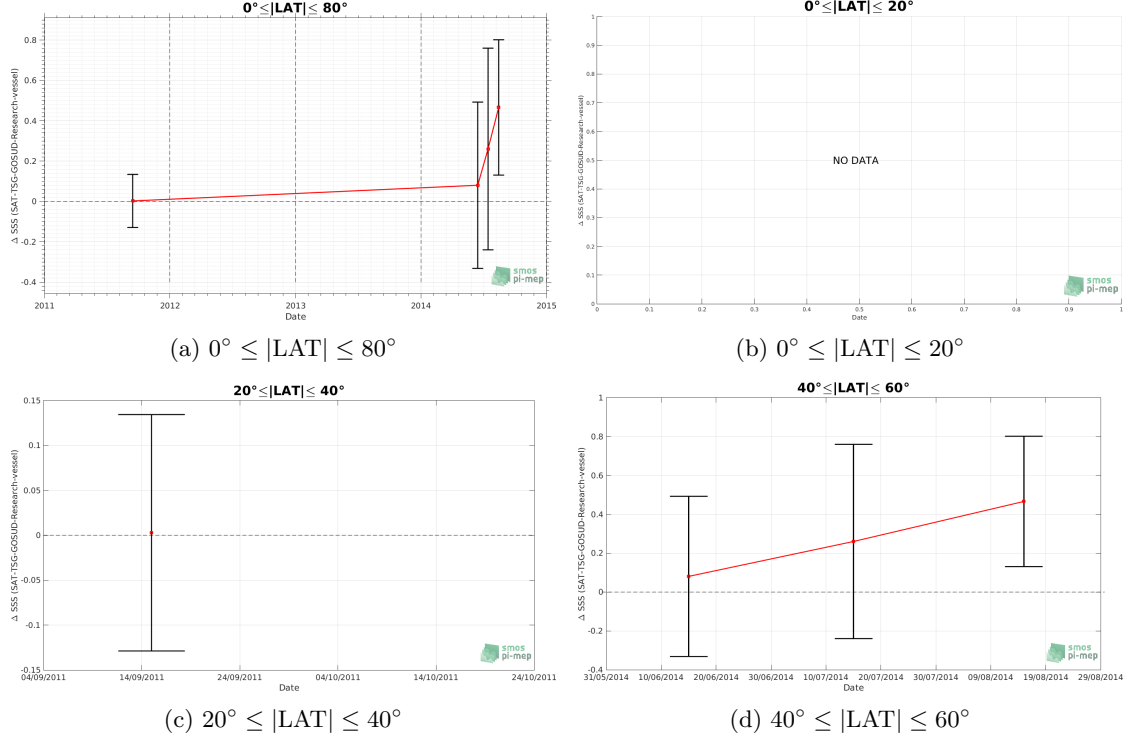 0°≤|LAT|≤ 80°
Δ SSS (SAT-TSG-GOSUD-Research-vessel)
0.8
0.6
0.4
0.2
0
-0.2
-0.4
2011
2012
2013
2014
2015
Date
smos
pi-mep
(a) 0° ≤ |LAT| ≤ 80°
0°≤|LAT|≤ 20°
Δ SSS (SAT-TSG-GOSUD-Research-vessel)
1
0.9
0.8
0.7
0.6
0.5
0.4
0.3
0.2
0.1
0
NO DATA
0
0.1
0.2
0.3
0.4
0.5
0.6
0.7
0.8
0.9
1
Date
smos
pi-mep
(b) 0° ≤ |LAT| ≤ 20°
20°≤|LAT|≤ 40°
Δ SSS (SAT-TSG-GOSUD-Research-vessel)
0.15
0.1
0.05
0
-0.05
-0.1
-0.15
04/09/2011
14/09/2011
24/09/2011
04/10/2011
14/10/2011
24/10/2011
Date
smos
pi-mep
(c) 20° ≤ |LAT| ≤ 40°
40°≤|LAT|≤ 60°
Δ SSS (SAT-TSG-GOSUD-Research-vessel)
1
0.8
0.6
0.4
0.2
0
-0.2
-0.4
31/05/2014
10/06/2014
20/06/2014
30/06/2014
10/07/2014
20/07/2014
30/07/2014
09/08/2014
19/08/2014
29/08/2014
Date
smos
pi-mep
(d) 40° ≤ |LAT| ≤ 60°